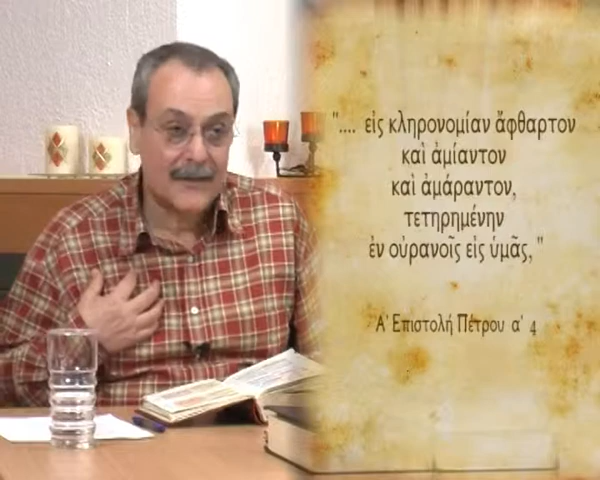 ".... εἰς κληρονομίαν ἄφθαρτον
καὶ ἀμίαντον
καὶ ἀμάραντον,
τετηρημένην
ἐν οὐρανοῖς εἰς ὑμᾶς,"
Α' Επιστολή Πέτρου α' 4